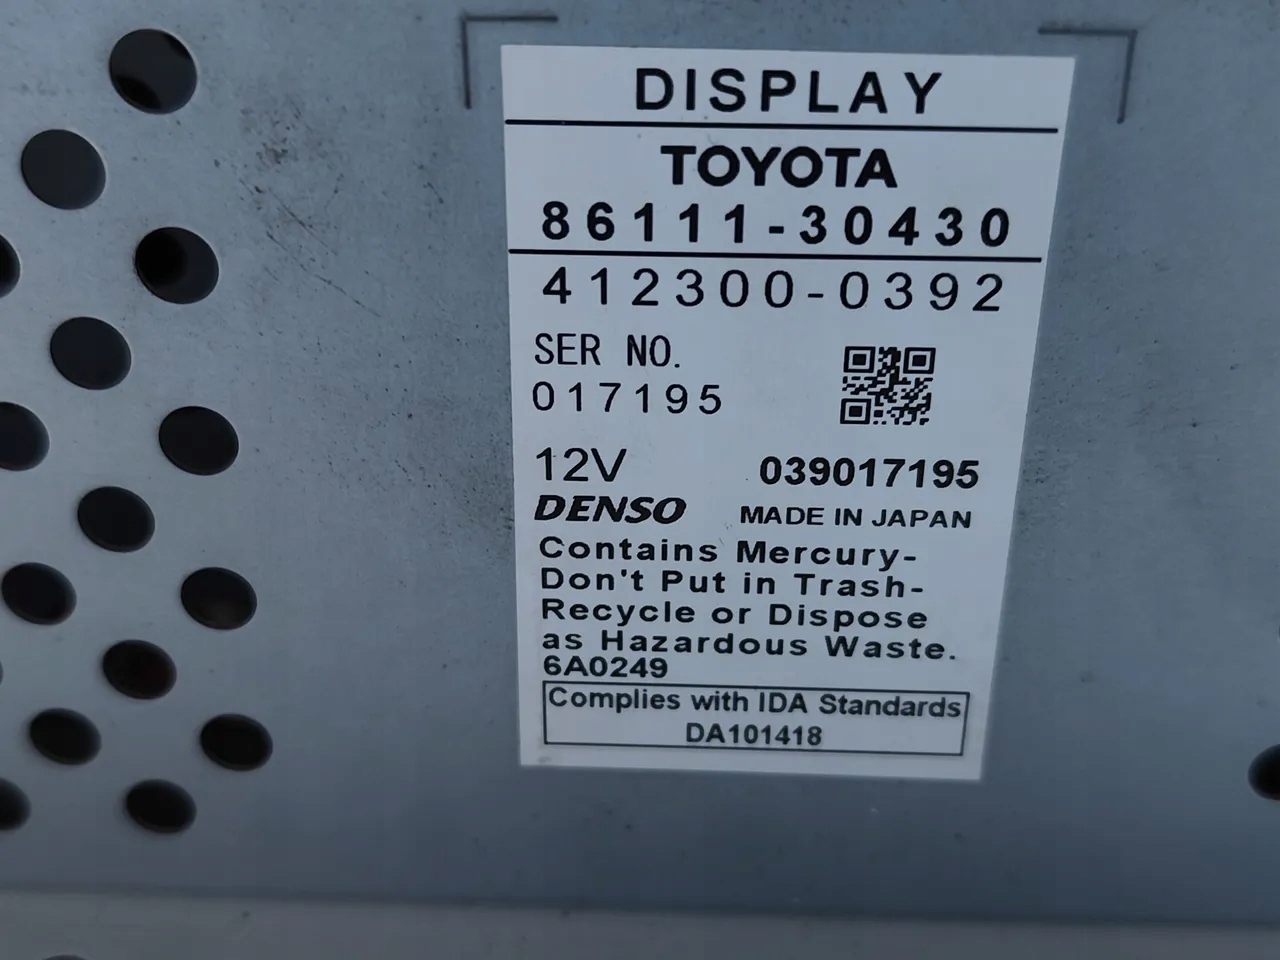 DISPLAY
TOYOTA
86111-30430
412300-0392
SER NO.
017195
12V 039017195
DENSO MADE IN JAPAN
Contains Mercury-
Don't Put in Trash-
Recycle or Dispose
as Hazardous Waste.
6A0249
Complies with IDA Standards
DA101418